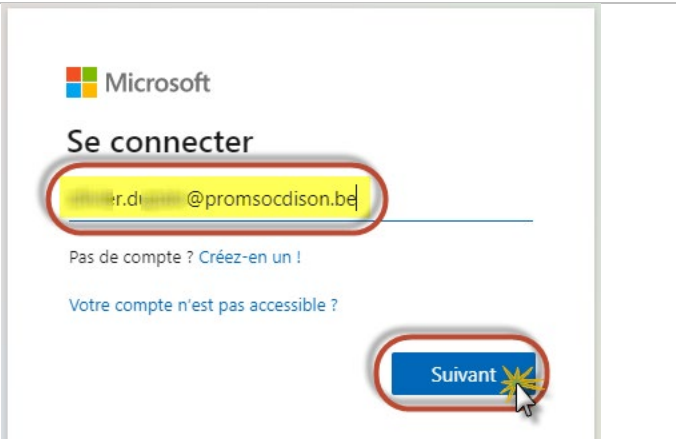 Microsoft
Se connecter
@promsocdison.be
Pas de compte ? Créez-en un !
Votre compte n'est pas accessible ?
Suivant